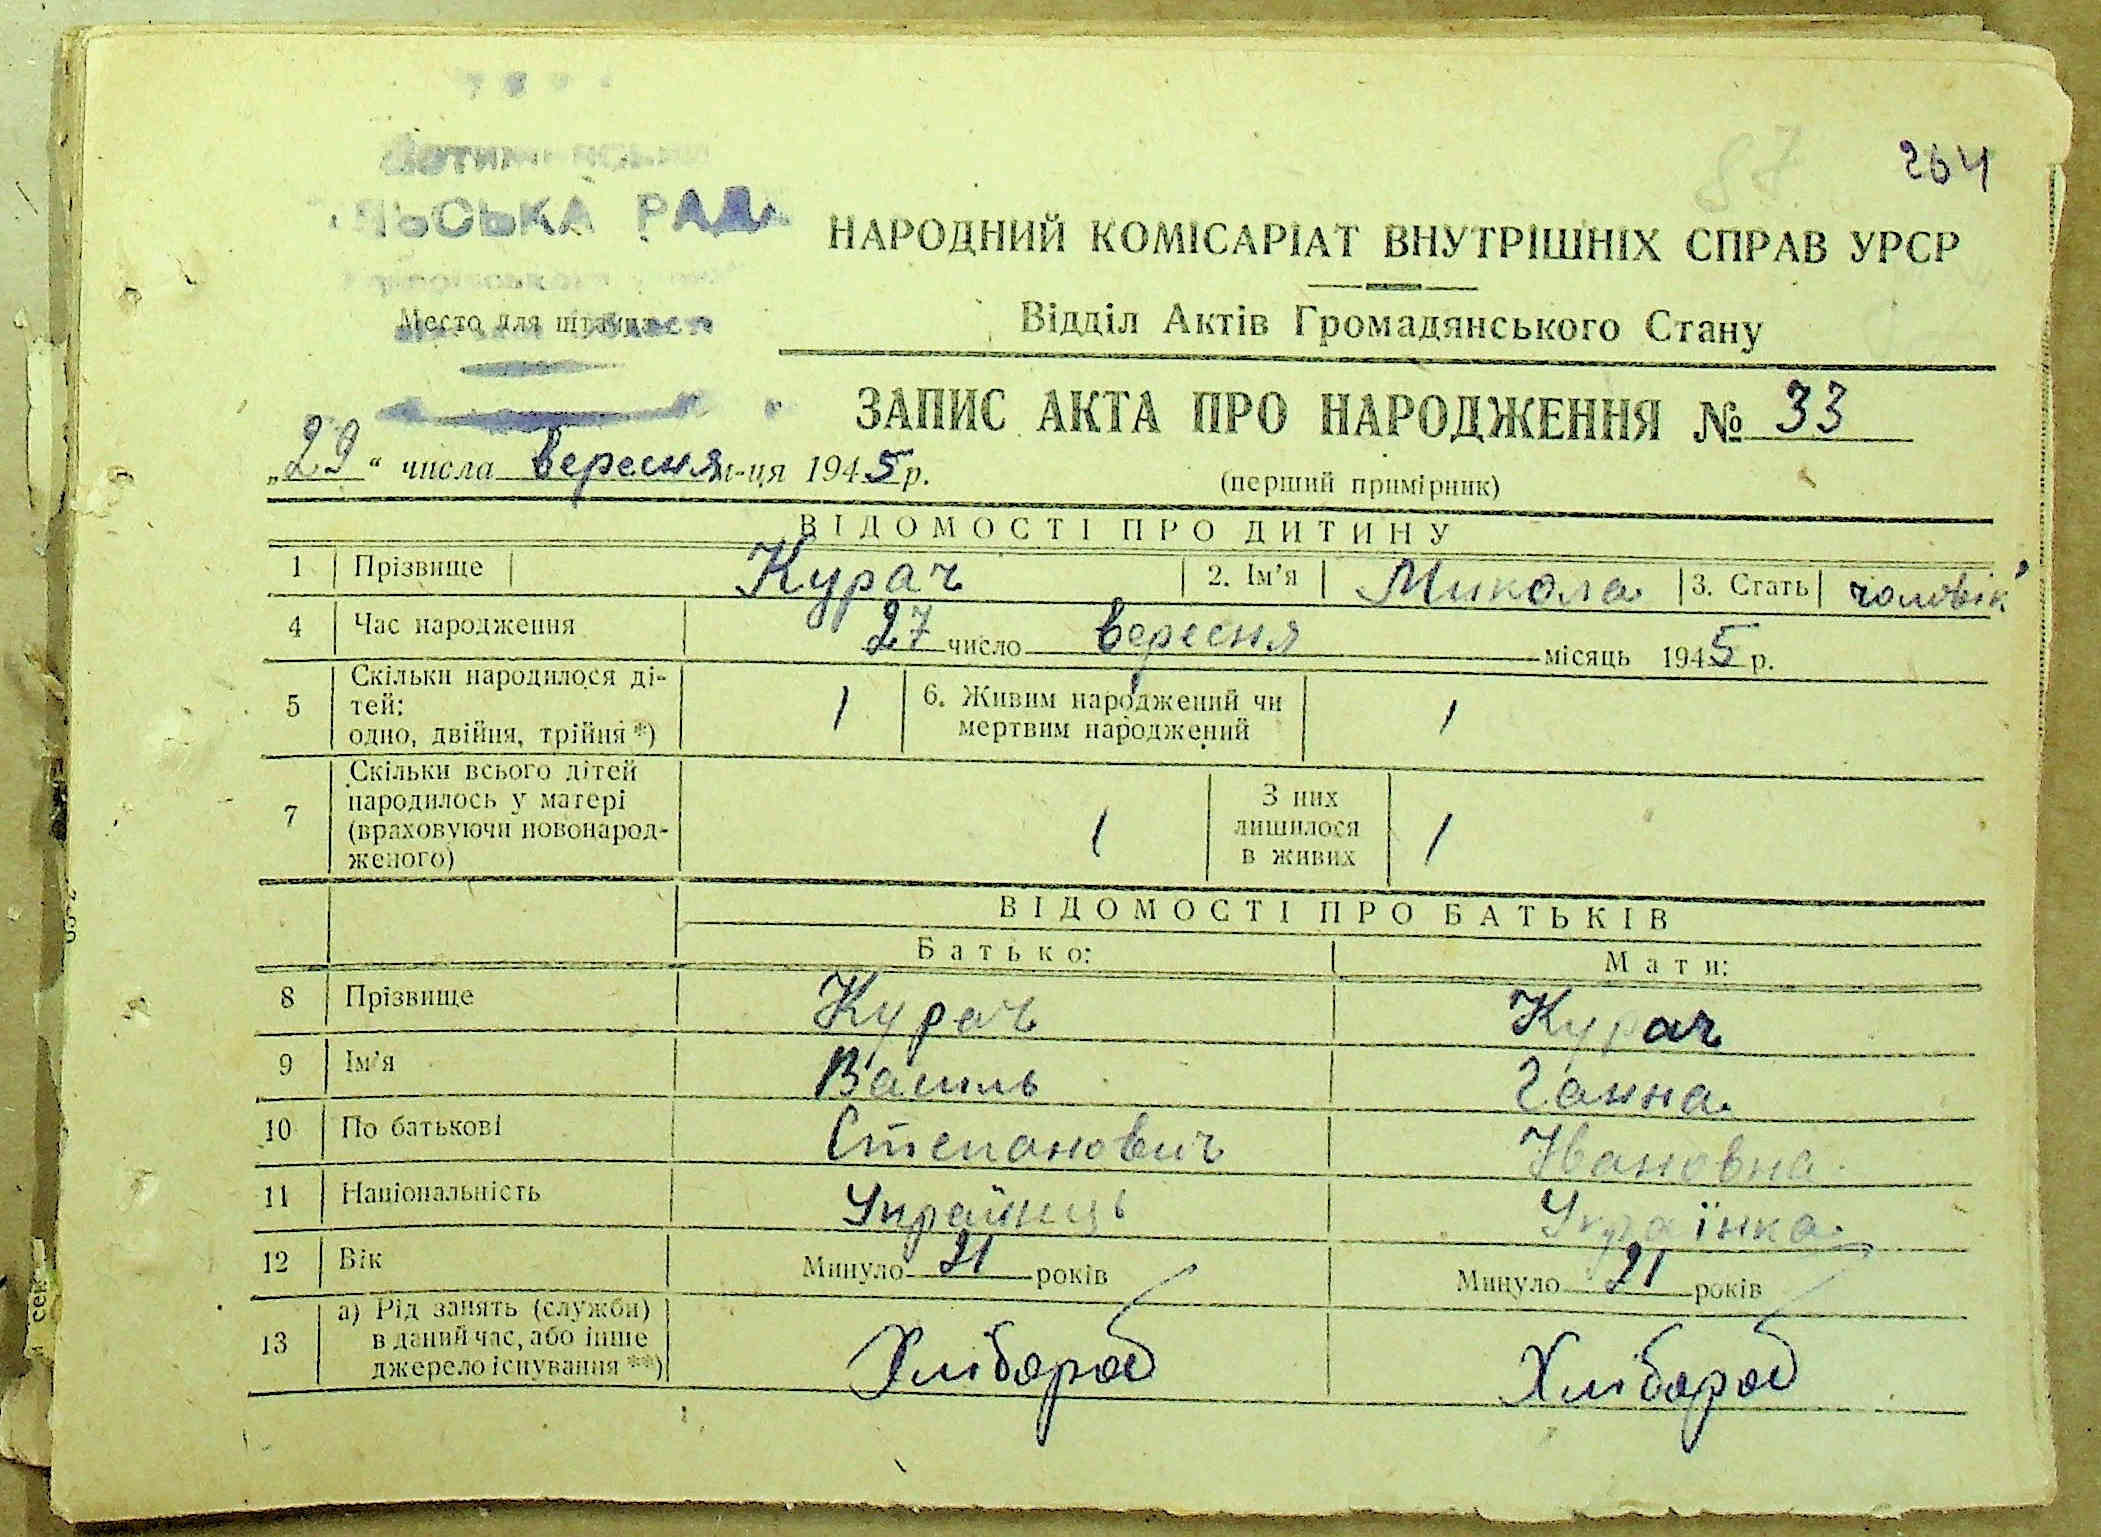 87
264
СЬКА РАДА
НАРОДНИЙ КОМІСАРІАТ ВНУТРІШНІХ СПРАВ УРСР
Место для штампа
Відділ Актів Громадянського Стану
ЗАПИС АКТА ПРО НАРОДЖЕННЯ № 33
„29“ числа вересня м-ця 1945 р.
(перший примірник)
ВІДОМОСТІ ПРО ДИТИНУ
1 Прізвище Курач 2. Ім'я Микола 3. Стать чоловік
4 Час народження 27 число вересня місяць 1945 р.
5 Скільки народилося ді-
тей:
одно, двійня, трійня *) 1 6. Живим народжений чи
мертвим народжений 1
7 Скільки всього дітей
народилось у матері
(враховуючи новонарод-
женого) 1 З них
лишилося
в живих 1
ВІДОМОСТІ ПРО БАТЬКІВ
Батько: Мати:
8 Прізвище Курач Курач
9 Ім'я Василь Ганна
10 По батькові Степанович Івановна
11 Національність Українець Українка
12 Вік Минуло 21 років Минуло 21 років
13 а) Рід занять (служби)
в даний час, або інше
джерело існування **) Хлібороб Хлібороб